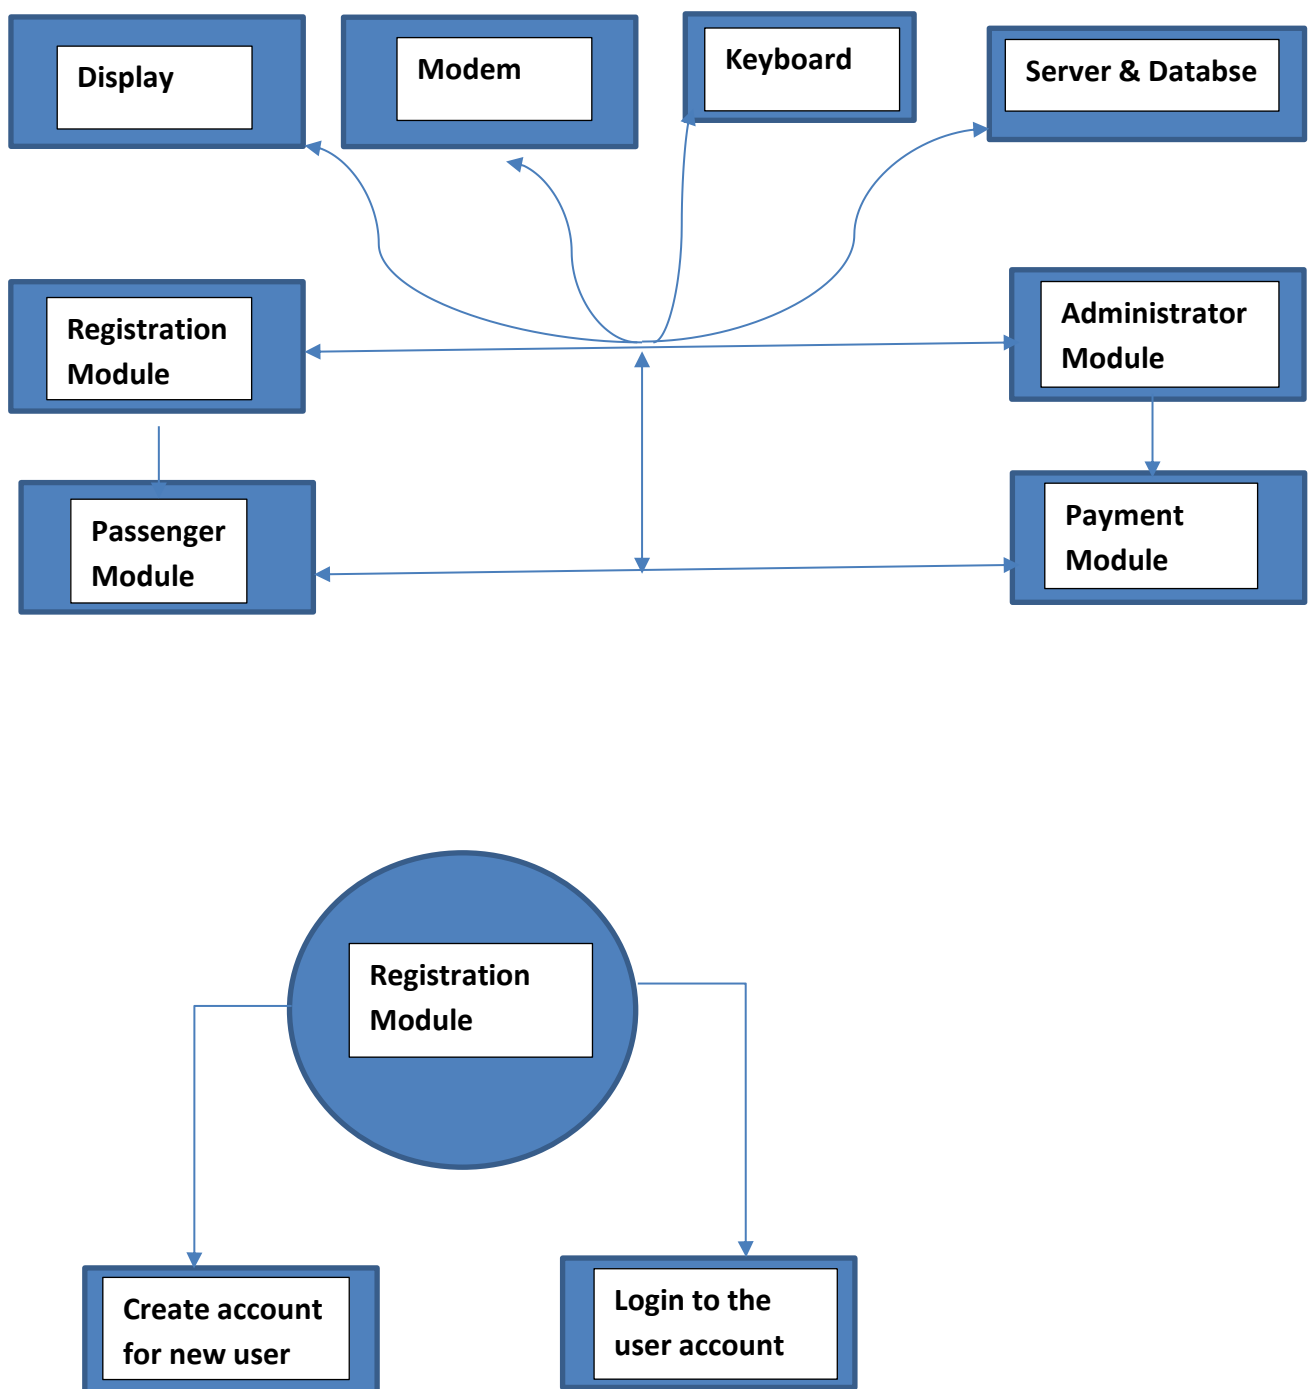 Display
Modem
Keyboard
Server & Databse
Registration
Module
Administrator
Module
Passenger
Module
Payment
Module
Registration
Module
Create account
for new user
Login to the
user account